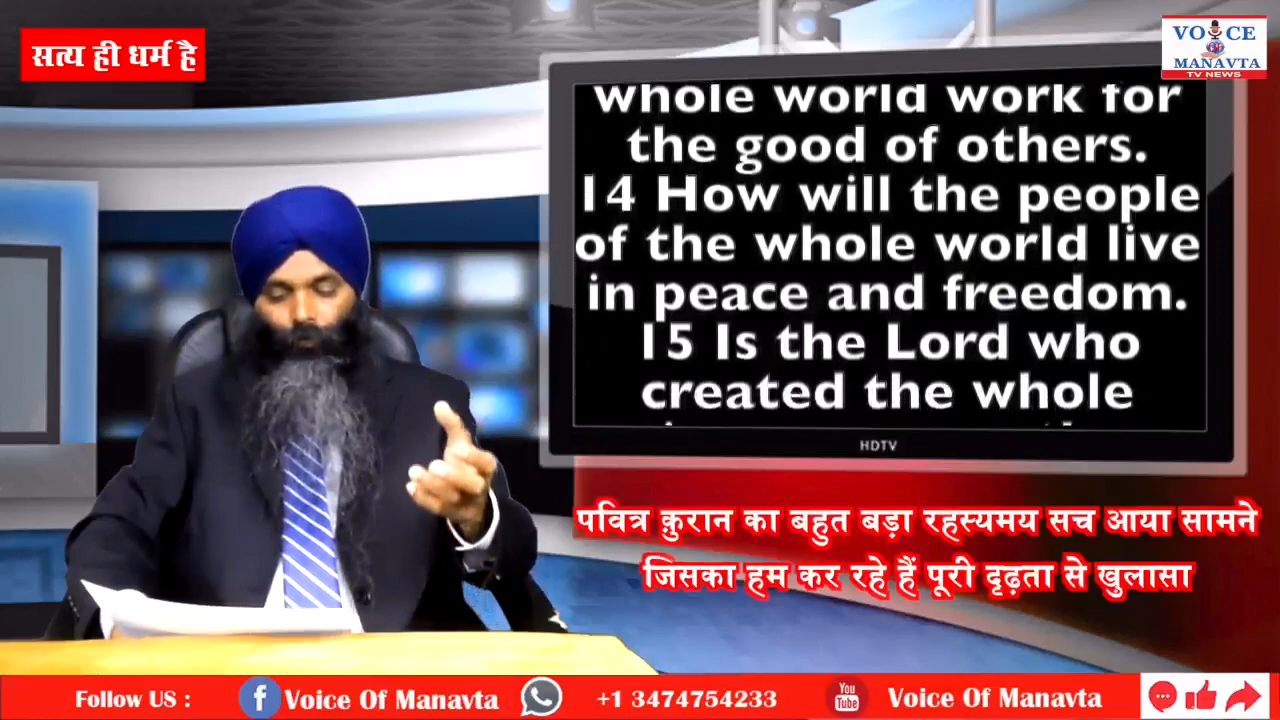 सत्य ही धर्म है
VOICE
OF
MANAVTA
TV NEWS
whole world work for
the good of others.
14 How will the people
of the whole world live
in peace and freedom.
15 Is the Lord who
created the whole
HDTV
पवित्र क़ुरान का बहुत बड़ा रहस्यमय सच आया सामने
जिसका हम कर रहे हैं पूरी दृढ़ता से खुलासा
Follow US : Voice Of Manavta +1 3474754233 You Tube Voice Of Manavta